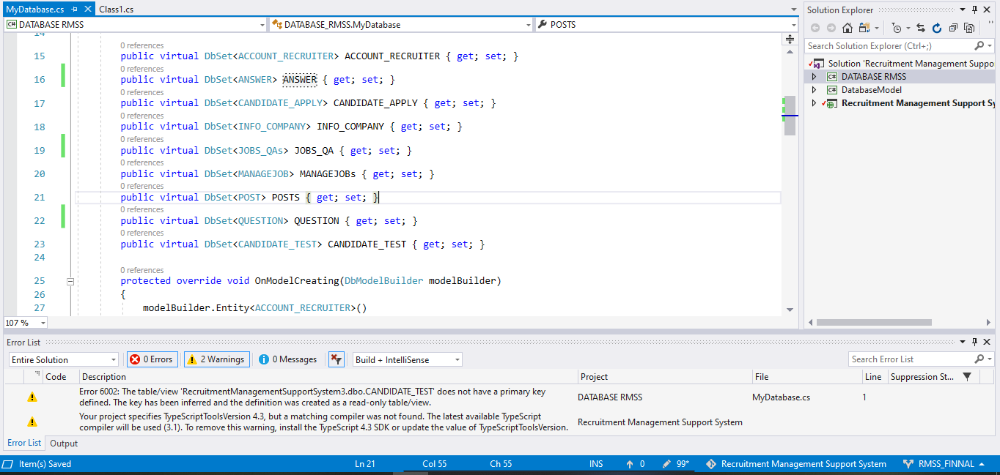 MyDatabase.cs
Class1.cs
C# DATABASE RMSS
DATABASE_RMSS.MyDatabase
POSTS
14
0 references
15 public virtual DbSet<ACCOUNT_RECRUITER> ACCOUNT_RECRUITER { get; set; }
0 references
16 public virtual DbSet<ANSWER> ANSWER { get; set; }
0 references
17 public virtual DbSet<CANDIDATE_APPLY> CANDIDATE_APPLY { get; set; }
0 references
18 public virtual DbSet<INFO_COMPANY> INFO_COMPANY { get; set; }
0 references
19 public virtual DbSet<JOBS_QAs> JOBS_QA { get; set; }
0 references
20 public virtual DbSet<MANAGEJOB> MANAGEJOBs { get; set; }
0 references
21 public virtual DbSet<POST> POSTS { get; set; }
0 references
22 public virtual DbSet<QUESTION> QUESTION { get; set; }
0 references
23 public virtual DbSet<CANDIDATE_TEST> CANDIDATE_TEST { get; set; }
24
0 references
25 protected override void OnModelCreating(DbModelBuilder modelBuilder)
26 {
27 modelBuilder.Entity<ACCOUNT_RECRUITER>()
107 %
Solution Explorer
Search Solution Explorer (Ctrl+;)
Solution 'Recruitment Management Suppo
C# DATABASE RMSS
C# DatabaseModel
Recruitment Management Support Sy
Error List
Entire Solution
0 Errors
2 Warnings
0 Messages
Build + IntelliSense
Search Error List
Code Description Project File Line Suppression St...
Error 6002: The table/view 'RecruitmentManagementSupportSystem3.dbo.CANDIDATE_TEST' does not have a primary key
defined. The key has been inferred and the definition was created as a read-only table/view.
DATABASE RMSS MyDatabase.cs 1
Your project specifies TypeScriptToolsVersion 4.3, but a matching compiler was not found. The latest available TypeScript
compiler will be used (3.1). To remove this warning, install the TypeScript 4.3 SDK or update the value of TypeScriptToolsVersion.
Recruitment Management Support System
Error List Output
Item(s) Saved Ln 21 Col 55 Ch 55 INS 0 99* Recruitment Management Support System RMSS_FINNAL